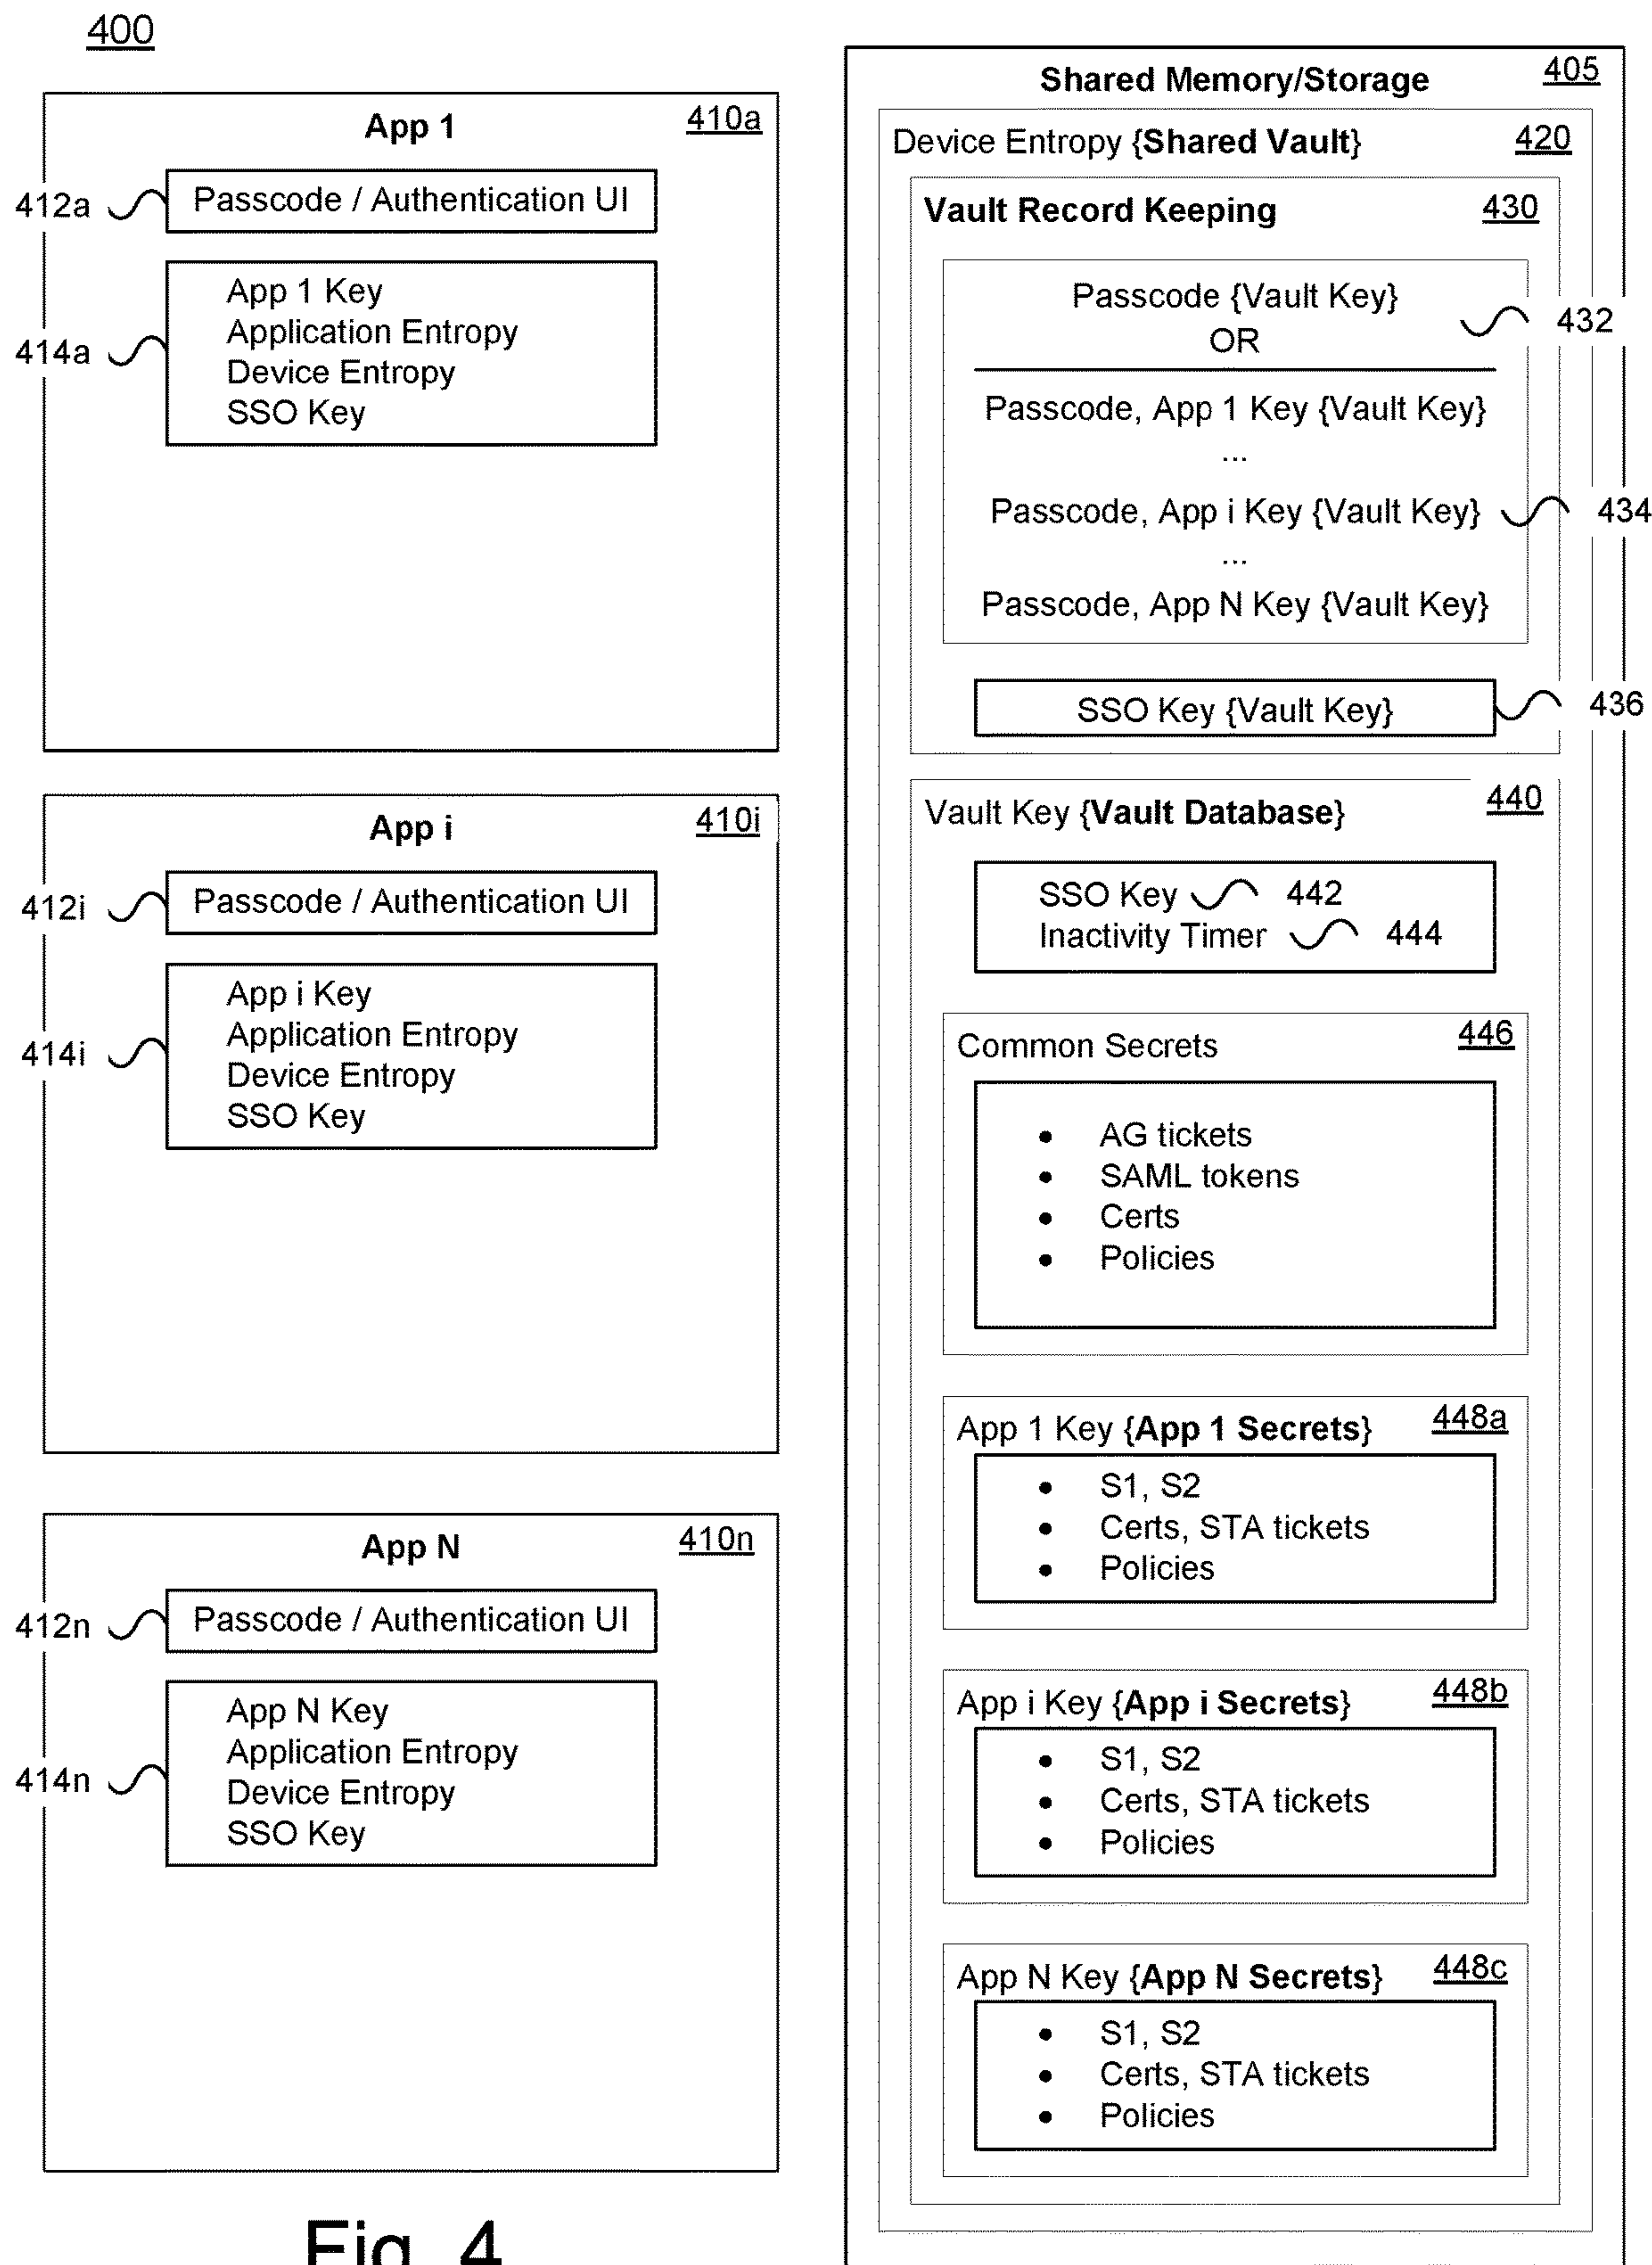 400
App 1 410a
412a Passcode / Authentication UI
414a
App 1 Key
Application Entropy
Device Entropy
SSO Key
App i 410i
412i Passcode / Authentication UI
414i
App i Key
Application Entropy
Device Entropy
SSO Key
App N 410n
412n Passcode / Authentication UI
414n
App N Key
Application Entropy
Device Entropy
SSO Key
Fig. 4
Shared Memory/Storage 405
Device Entropy {Shared Vault} 420
Vault Record Keeping 430
Passcode {Vault Key}
432
OR
Passcode, App 1 Key {Vault Key}
...
Passcode, App i Key {Vault Key} 434
...
Passcode, App N Key {Vault Key}
SSO Key {Vault Key} 436
Vault Key {Vault Database} 440
SSO Key 442
Inactivity Timer 444
Common Secrets 446
• AG tickets
• SAML tokens
• Certs
• Policies
App 1 Key {App 1 Secrets} 448a
• S1, S2
• Certs, STA tickets
• Policies
App i Key {App i Secrets} 448b
• S1, S2
• Certs, STA tickets
• Policies
App N Key {App N Secrets} 448c
• S1, S2
• Certs, STA tickets
• Policies